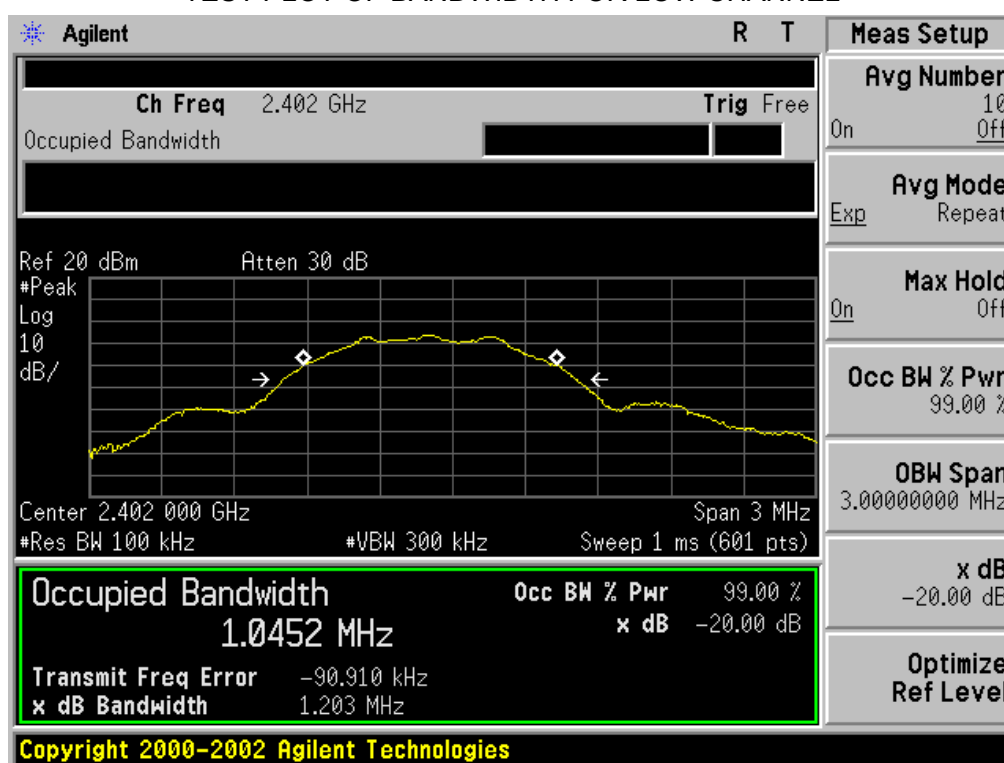 Agilent R T
Ch Freq 2.402 GHz Trig Free
Occupied Bandwidth
Ref 20 dBm Atten 30 dB
#Peak
Log
10
dB/
Center 2.402 000 GHz Span 3 MHz
#Res BW 100 kHz #VBW 300 kHz Sweep 1 ms (601 pts)
Occupied Bandwidth Occ BW % Pwr 99.00 %
1.0452 MHz x dB -20.00 dB
Transmit Freq Error -90.910 kHz
x dB Bandwidth 1.203 MHz
Copyright 2000-2002 Agilent Technologies
Meas Setup
Avg Number
10
On Off
Avg Mode
Exp Repeat
Max Hold
On Off
Occ BW % Pwr
99.00 %
OBW Span
3.00000000 MHz
x dB
-20.00 dB
Optimize
Ref Level